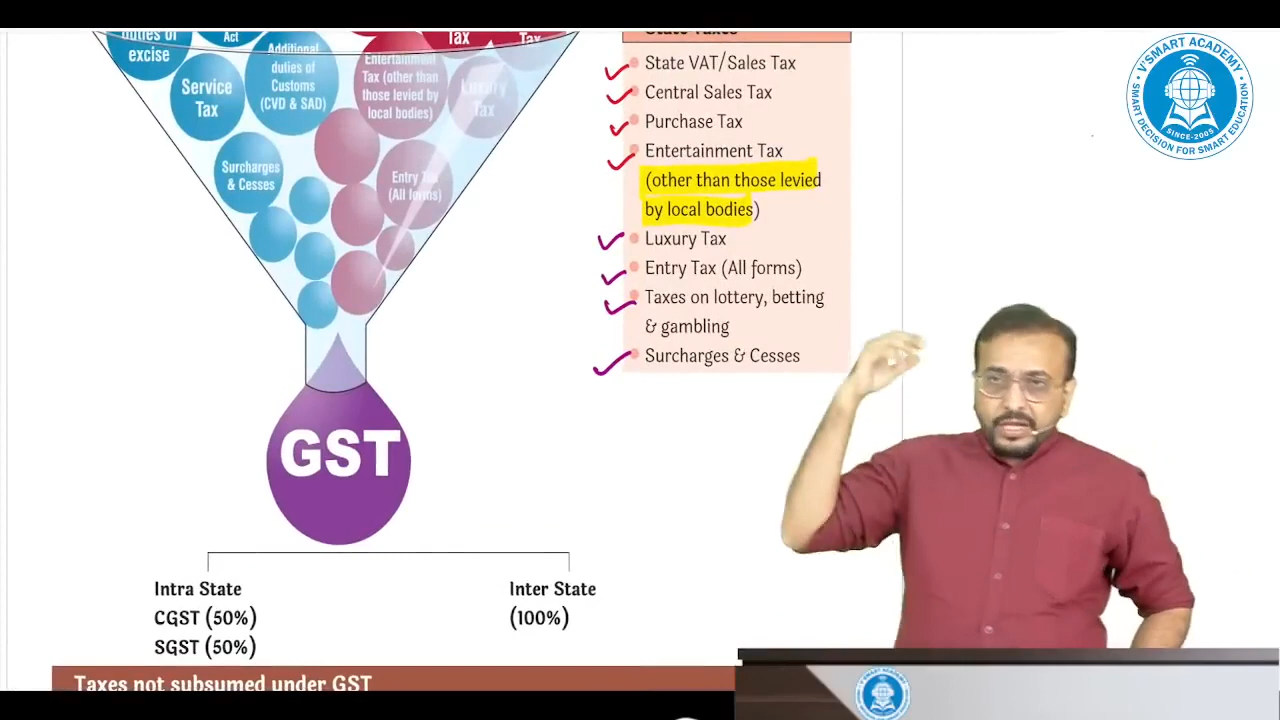 duties of
excise
Act
Additional
duties of
Customs
(CVD & SAD)
Entertainment
Tax (other than
those levied by
local bodies)
Tax
Tax
Service
Tax
Luxury
Tax
Surcharges
& Cesses
Entry Tax
(All forms)
GST
Intra State
CGST (50%)
SGST (50%)
Inter State
(100%)
Taxes not subsumed under GST
State Taxes
State VAT/Sales Tax
Central Sales Tax
Purchase Tax
Entertainment Tax
(other than those levied
by local bodies)
Luxury Tax
Entry Tax (All forms)
Taxes on lottery, betting
& gambling
Surcharges & Cesses
V'SMART ACADEMY
SMART DECISION FOR SMART EDUCATION
SINCE-2005